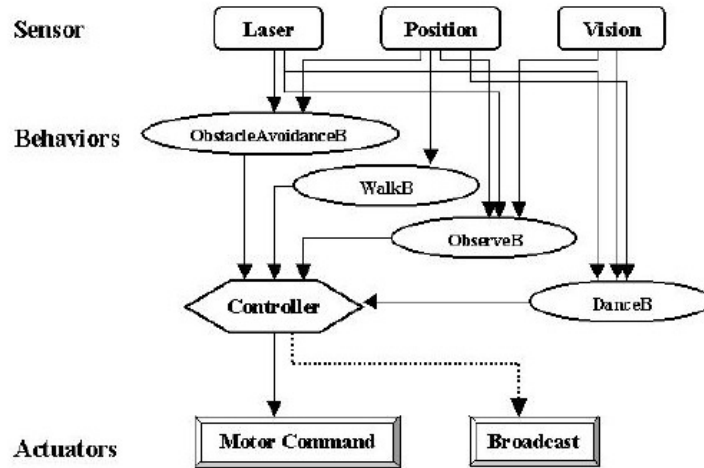 Sensor
Laser
Position
Vision
Behaviors
ObstacleAvoidanceB
WalkB
ObserveB
DanceB
Controller
Actuators
Motor Command
Broadcast